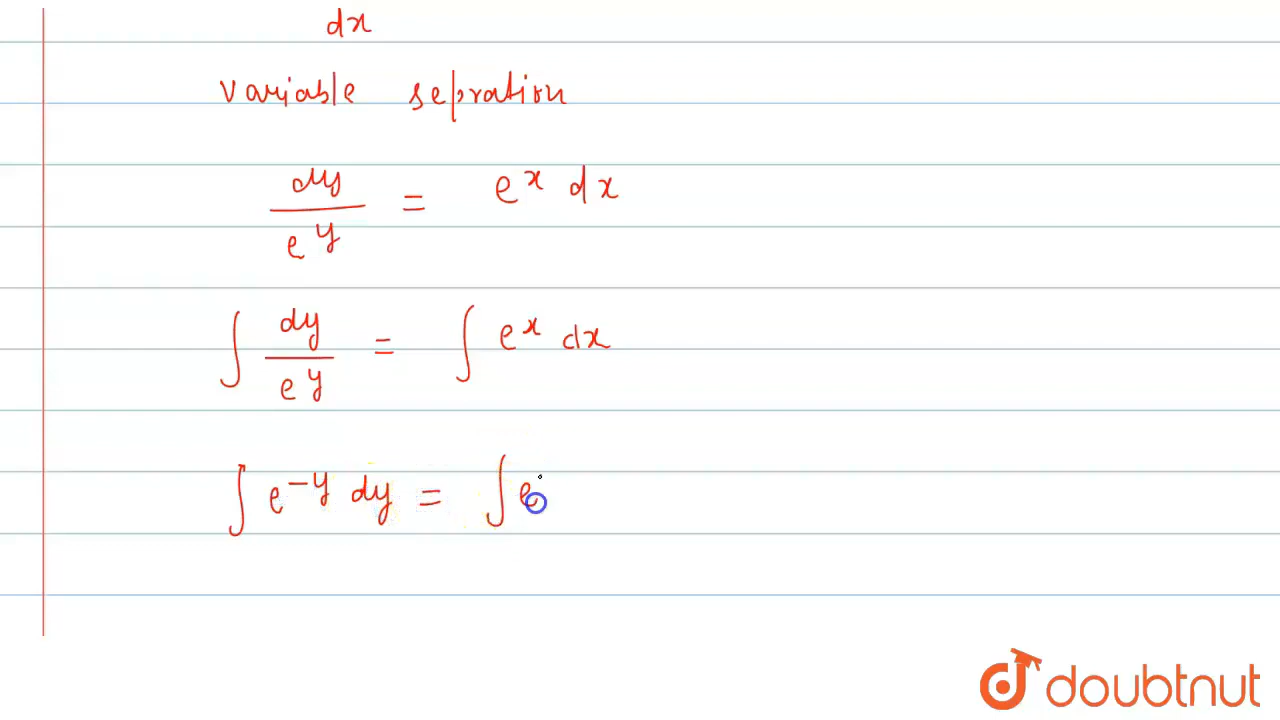 dx
variable sepration
dy/e^y = e^x dx
∫ dy/e^y = ∫ e^x dx
∫ e^-y dy = ∫ e
doubtnut